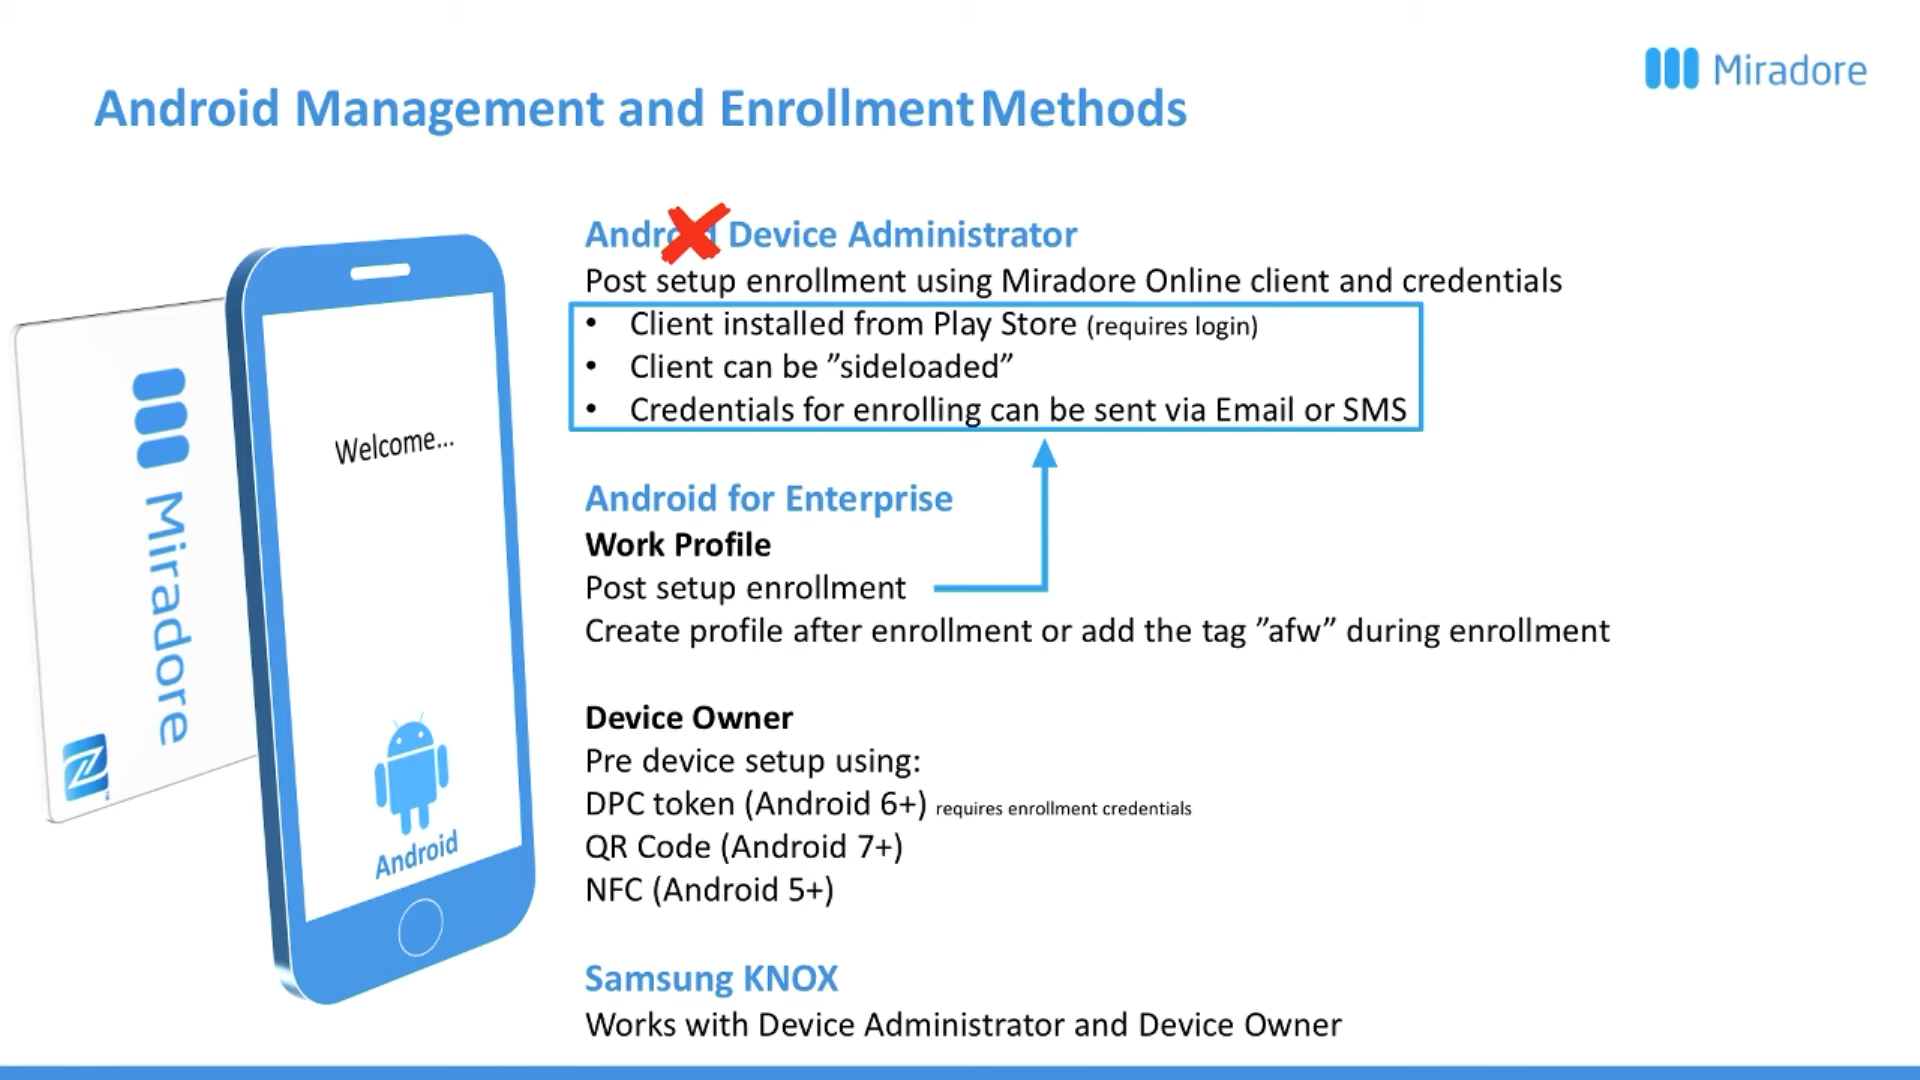 Miradore
Android Management and Enrollment Methods
Android Device Administrator
Post setup enrollment using Miradore Online client and credentials
• Client installed from Play Store (requires login)
• Client can be ”sideloaded”
• Credentials for enrolling can be sent via Email or SMS
Android for Enterprise
Work Profile
Post setup enrollment
Create profile after enrollment or add the tag ”afw” during enrollment
Device Owner
Pre device setup using:
DPC token (Android 6+) requires enrollment credentials
QR Code (Android 7+)
NFC (Android 5+)
Samsung KNOX
Works with Device Administrator and Device Owner
Miradore
Welcome...
Android